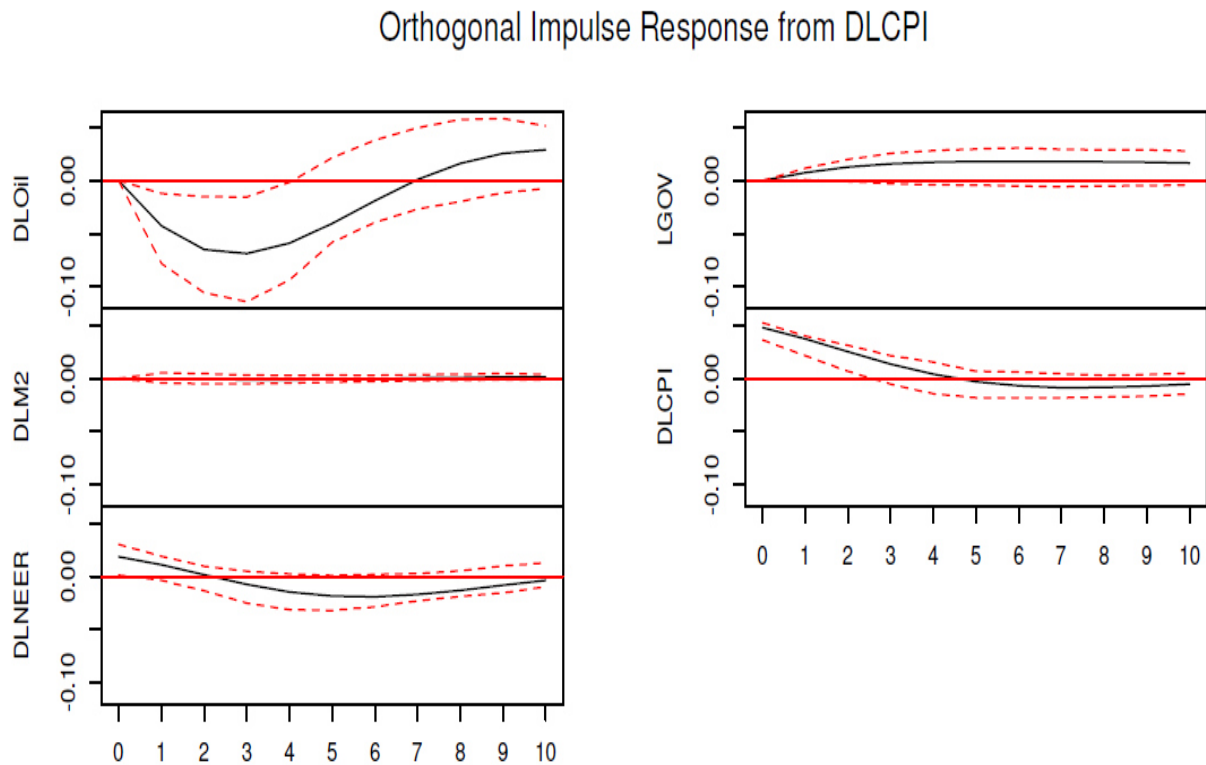 Orthogonal Impulse Response from DLCPI
DLOil
0.00
-0.10
DLM2
0.00
-0.10
DLNEER
0.00
-0.10
0 1 2 3 4 5 6 7 8 9 10
LGOV
0.00
-0.10
DLCPI
0.00
-0.10
0 1 2 3 4 5 6 7 8 9 10